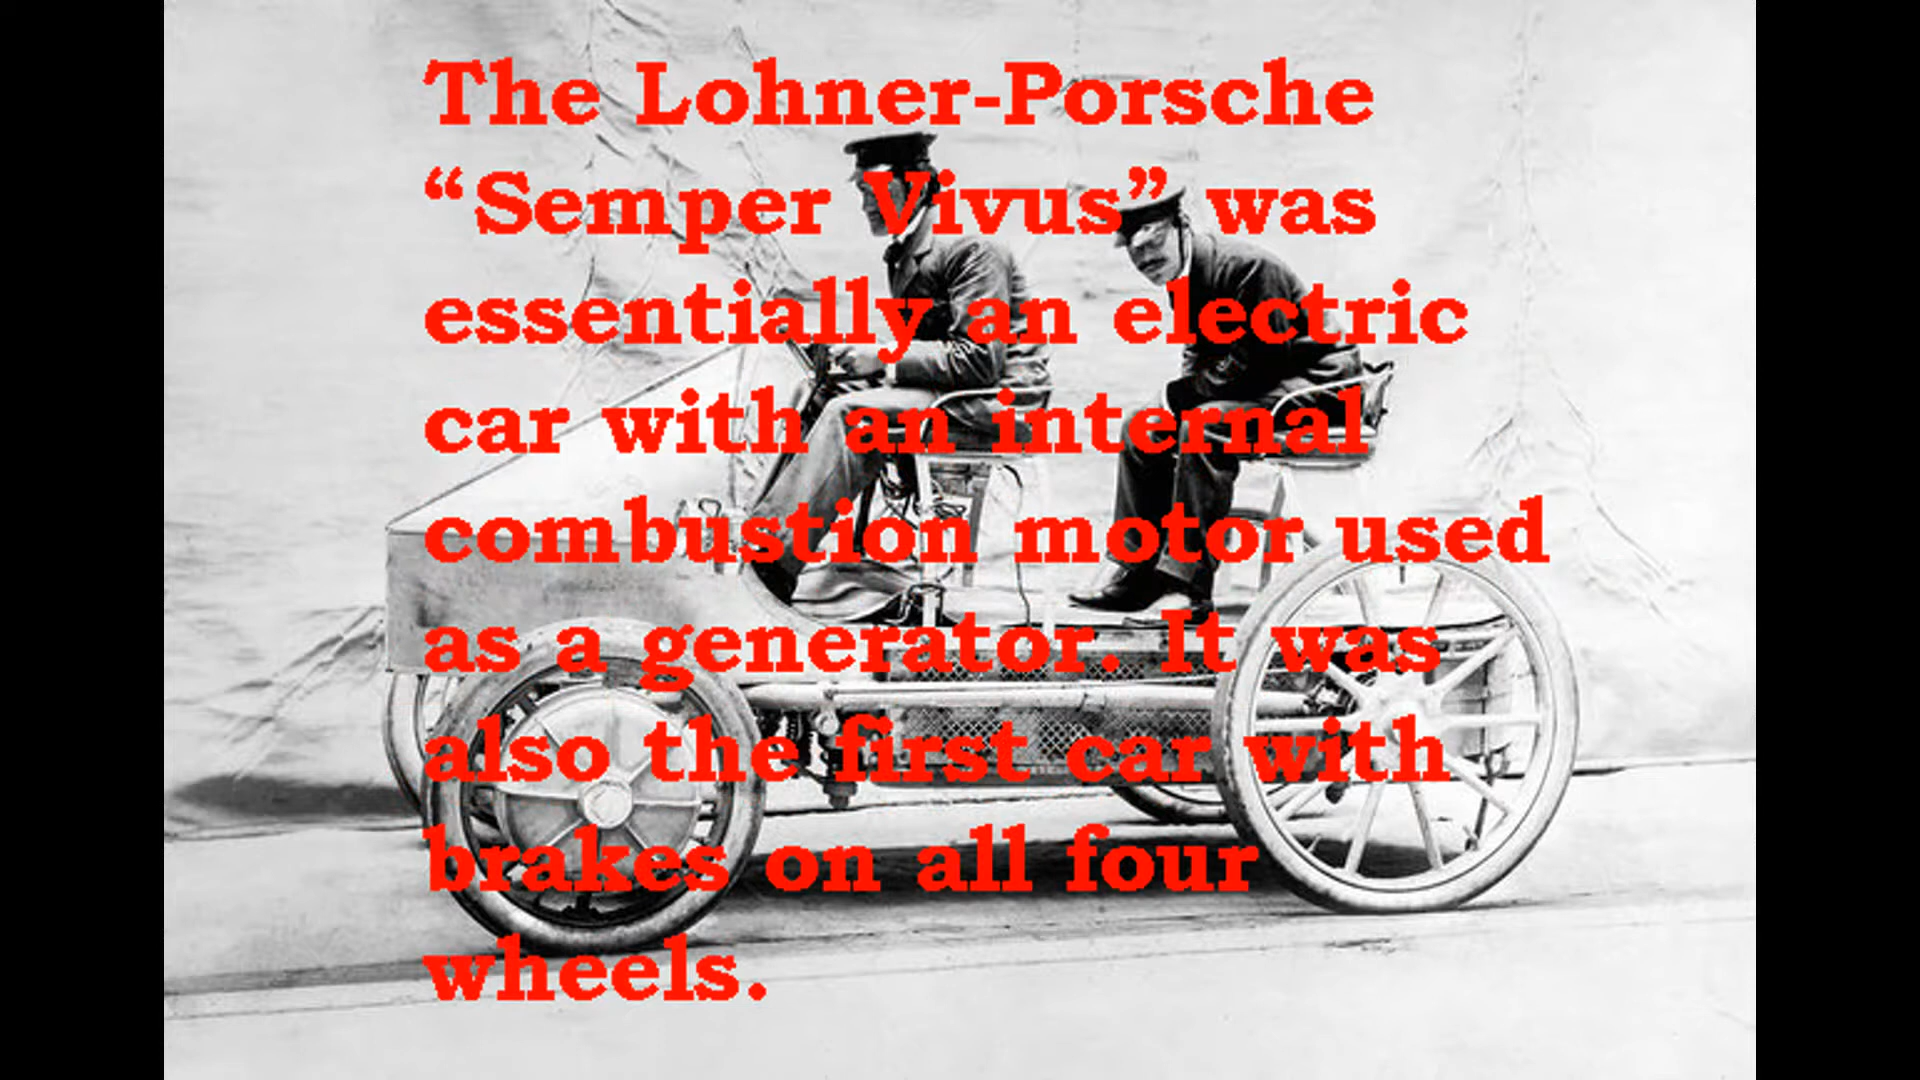 The Lohner-Porsche
“Semper Vivus” was
essentially an electric
car with an internal
combustion motor used
as a generator. It was
also the first car with
brakes on all four
wheels.